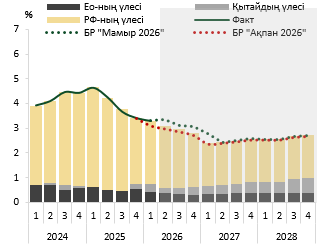 Еο-ның үлесі Қытайдың үлесі
РФ-ның үлесі Факт
БР "Мамыр 2026" БР "Ақпан 2026"
%
7
6
5
4
3
2
1
0
1 2 3 4 1 2 3 4 1 2 3 4 1 2 3 4 1 2 3 4
2024 2025 2026 2027 2028